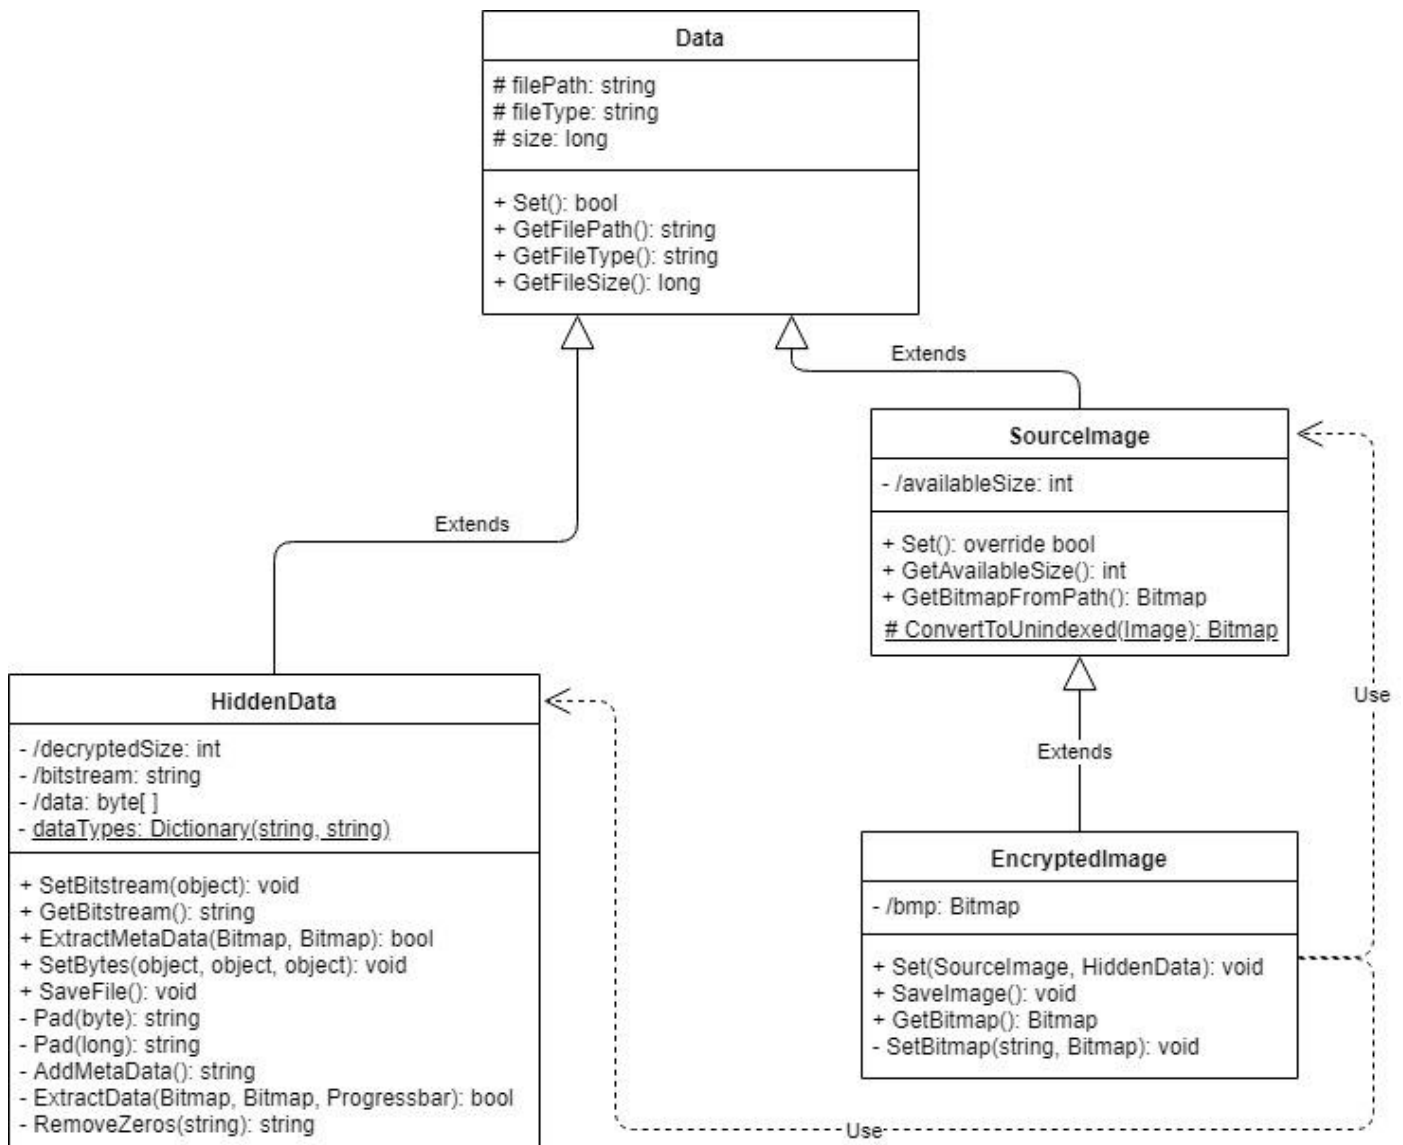 Data
# filePath: string
# fileType: string
# size: long
+ Set(): bool
+ GetFilePath(): string
+ GetFileType(): string
+ GetFileSize(): long
Extends
SourceImage
- /availableSize: int
+ Set(): override bool
+ GetAvailableSize(): int
+ GetBitmapFromPath(): Bitmap
# ConvertToUnindexed(Image): Bitmap
Extends
HiddenData
- /decryptedSize: int
- /bitstream: string
- /data: byte[ ]
- dataTypes: Dictionary(string, string)
+ SetBitstream(object): void
+ GetBitstream(): string
+ ExtractMetaData(Bitmap, Bitmap): bool
+ SetBytes(object, object, object): void
+ SaveFile(): void
- Pad(byte): string
- Pad(long): string
- AddMetaData(): string
- ExtractData(Bitmap, Bitmap, Progressbar): bool
- RemoveZeros(string): string
Use
Extends
EncryptedImage
- /bmp: Bitmap
+ Set(SourceImage, HiddenData): void
+ SaveImage(): void
+ GetBitmap(): Bitmap
- SetBitmap(string, Bitmap): void
Use